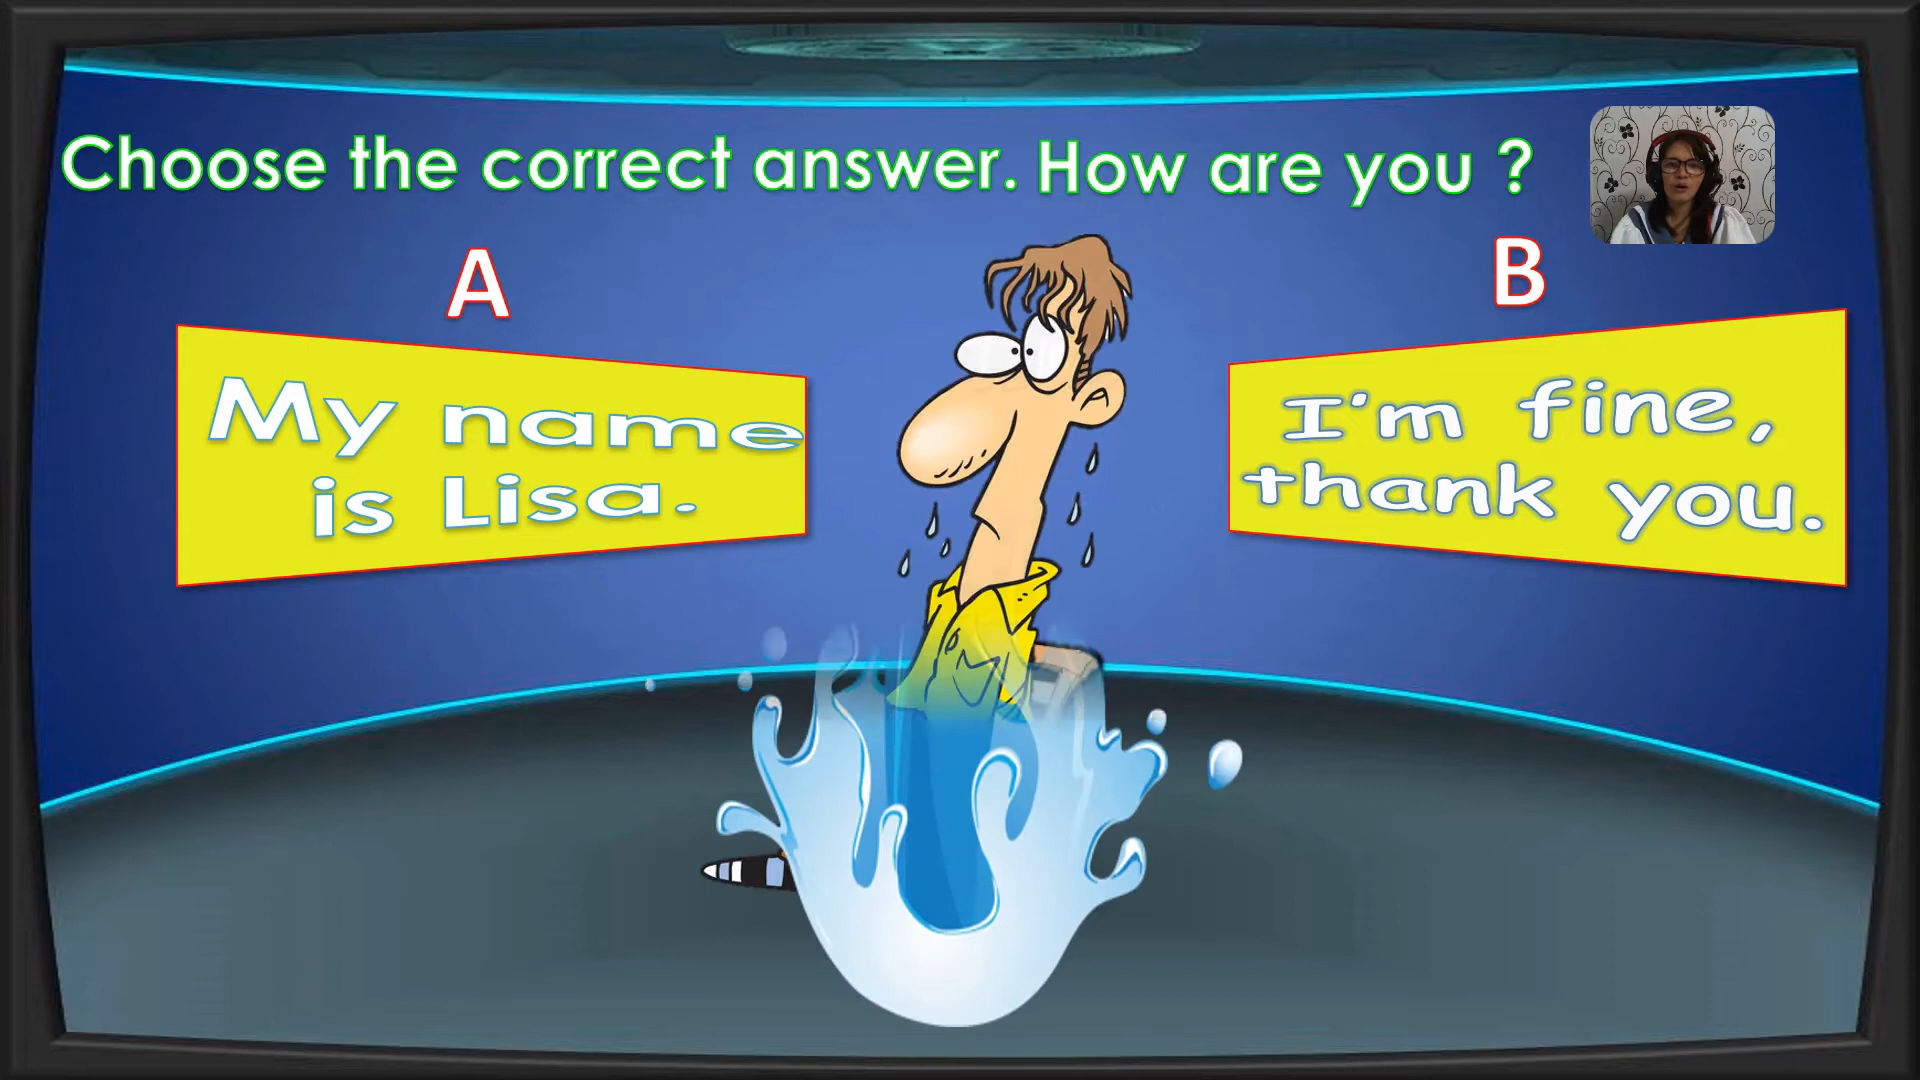 Choose the correct answer. How are you ?
A
My name
is Lisa.
B
I'm fine,
thank you.